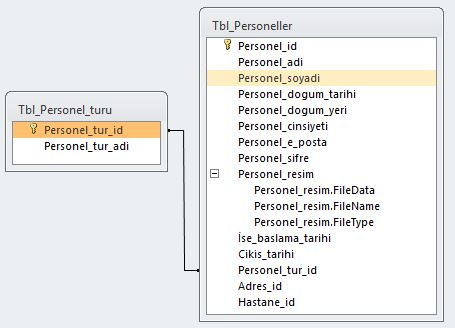 Tbl_Personel_turu
Personel_tur_id
Personel_tur_adi
Tbl_Personeller
Personel_id
Personel_adi
Personel_soyadi
Personel_dogum_tarihi
Personel_dogum_yeri
Personel_cinsiyeti
Personel_e_posta
Personel_sifre
Personel_resim
Personel_resim.FileData
Personel_resim.FileName
Personel_resim.FileType
İse_baslama_tarihi
Cikis_tarihi
Personel_tur_id
Adres_id
Hastane_id